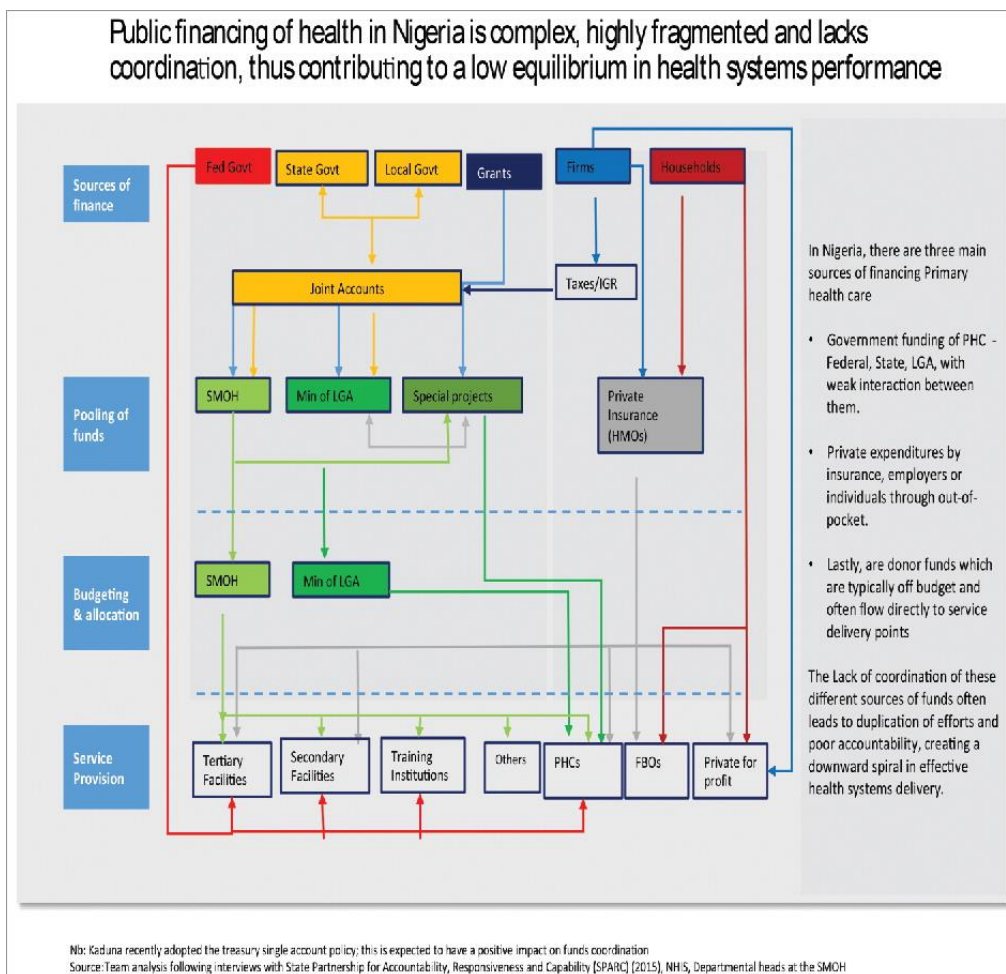 Public financing of health in Nigeria is complex, highly fragmented and lacks
coordination, thus contributing to a low equilibrium in health systems performance
Sources of
finance
Fed Govt
State Govt
Local Govt
Grants
Firms
Households
Joint Accounts
Taxes/IGR
Pooling of
funds
SMOH
Min of LGA
Special projects
Private
Insurance
(HMOs)
Budgeting
& allocation
SMOH
Min of LGA
Service
Provision
Tertiary
Facilities
Secondary
Facilities
Training
Institutions
Others
PHCs
FBOs
Private for
profit
In Nigeria, there are three main
sources of financing Primary
health care
• Government funding of PHC -
Federal, State, LGA, with
weak interaction between
them.
• Private expenditures by
insurance, employers or
individuals through out-of-
pocket.
• Lastly, are donor funds which
are typically off budget and
often flow directly to service
delivery points
The Lack of coordination of these
different sources of funds often
leads to duplication of efforts and
poor accountability, creating a
downward spiral in effective
health systems delivery.
Nb: Kaduna recently adopted the treasury single account policy; this is expected to have a positive impact on funds coordination
Source:Team analysis following interviews with State Partnership for Accountability, Responsiveness and Capability (SPARC) (2015), NHIS, Departmental heads at the SMOH